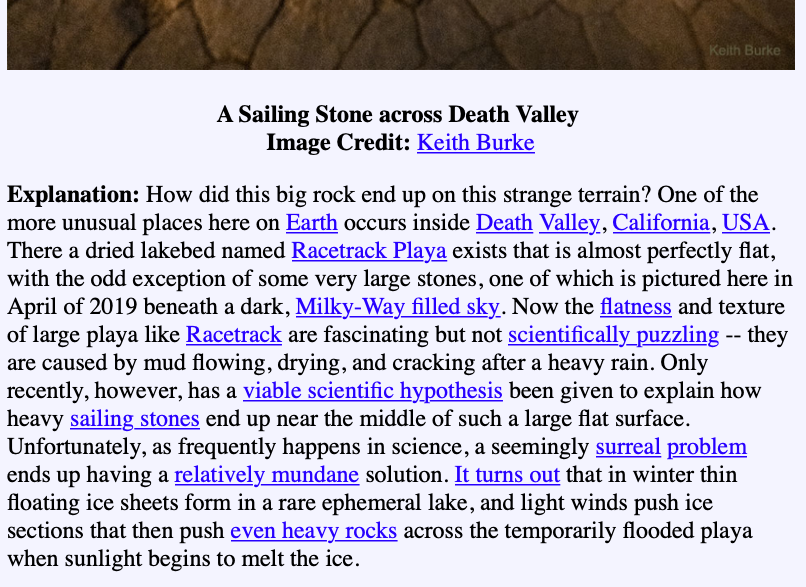 Keith Burke
A Sailing Stone across Death Valley
Image Credit: Keith Burke
Explanation: How did this big rock end up on this strange terrain? One of the
more unusual places here on Earth occurs inside Death Valley, California, USA.
There a dried lakebed named Racetrack Playa exists that is almost perfectly flat,
with the odd exception of some very large stones, one of which is pictured here in
April of 2019 beneath a dark, Milky-Way filled sky. Now the flatness and texture
of large playa like Racetrack are fascinating but not scientifically puzzling -- they
are caused by mud flowing, drying, and cracking after a heavy rain. Only
recently, however, has a viable scientific hypothesis been given to explain how
heavy sailing stones end up near the middle of such a large flat surface.
Unfortunately, as frequently happens in science, a seemingly surreal problem
ends up having a relatively mundane solution. It turns out that in winter thin
floating ice sheets form in a rare ephemeral lake, and light winds push ice
sections that then push even heavy rocks across the temporarily flooded playa
when sunlight begins to melt the ice.